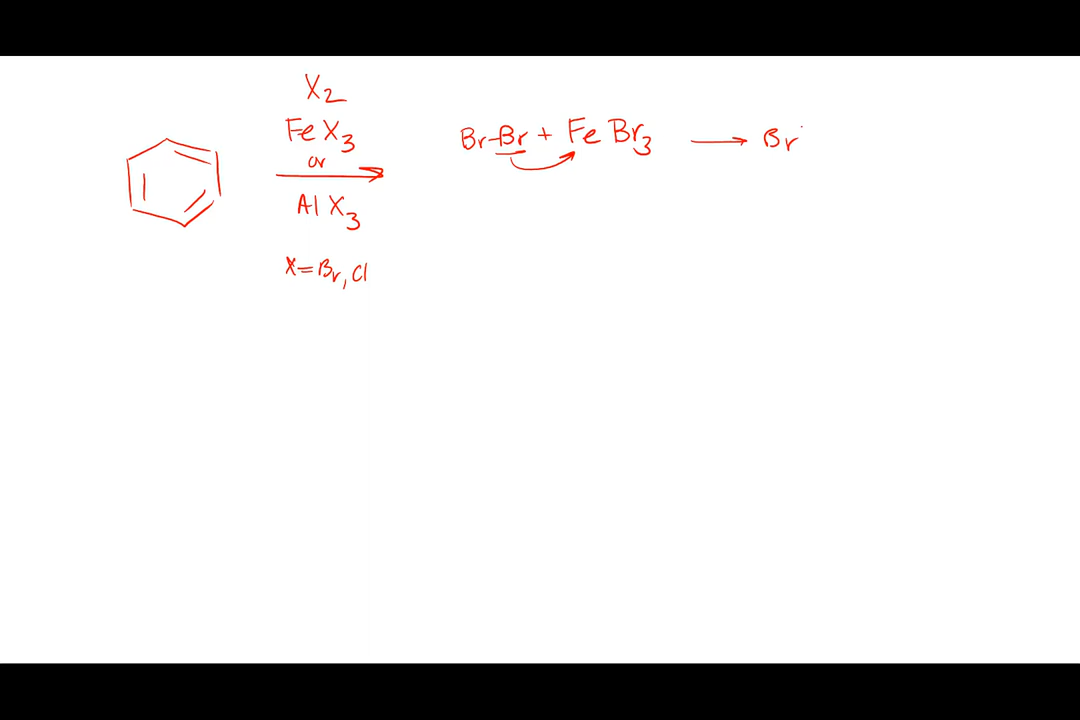 X2
FeX3
or
AlX3
X=Br, Cl
Br-Br + FeBr3 → Br